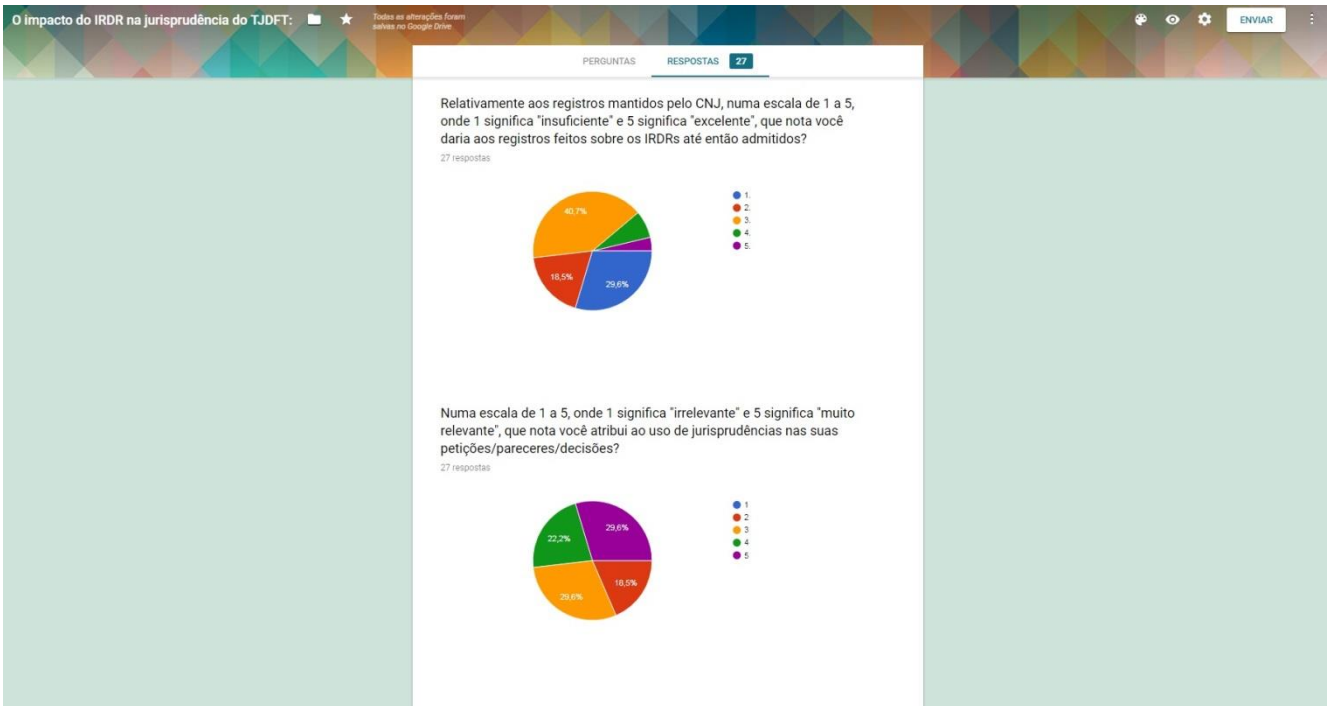 O impacto do IRDR na jurisprudência do TJDFT:
Todas as alterações foram
salvas no Google Drive
ENVIAR
PERGUNTAS
RESPOSTAS 27
Relativamente aos registros mantidos pelo CNJ, numa escala de 1 a 5,
onde 1 significa "insuficiente" e 5 significa "excelente", que nota você
daria aos registros feitos sobre os IRDRs até então admitidos?
27 respostas
40,7%
18,5%
29,6%
1.
2.
3.
4.
5.
Numa escala de 1 a 5, onde 1 significa "irrelevante" e 5 significa "muito
relevante", que nota você atribui ao uso de jurisprudências nas suas
petições/pareceres/decisões?
27 respostas
29,6%
22,2%
18,5%
29,6%
1
2
3
4
5